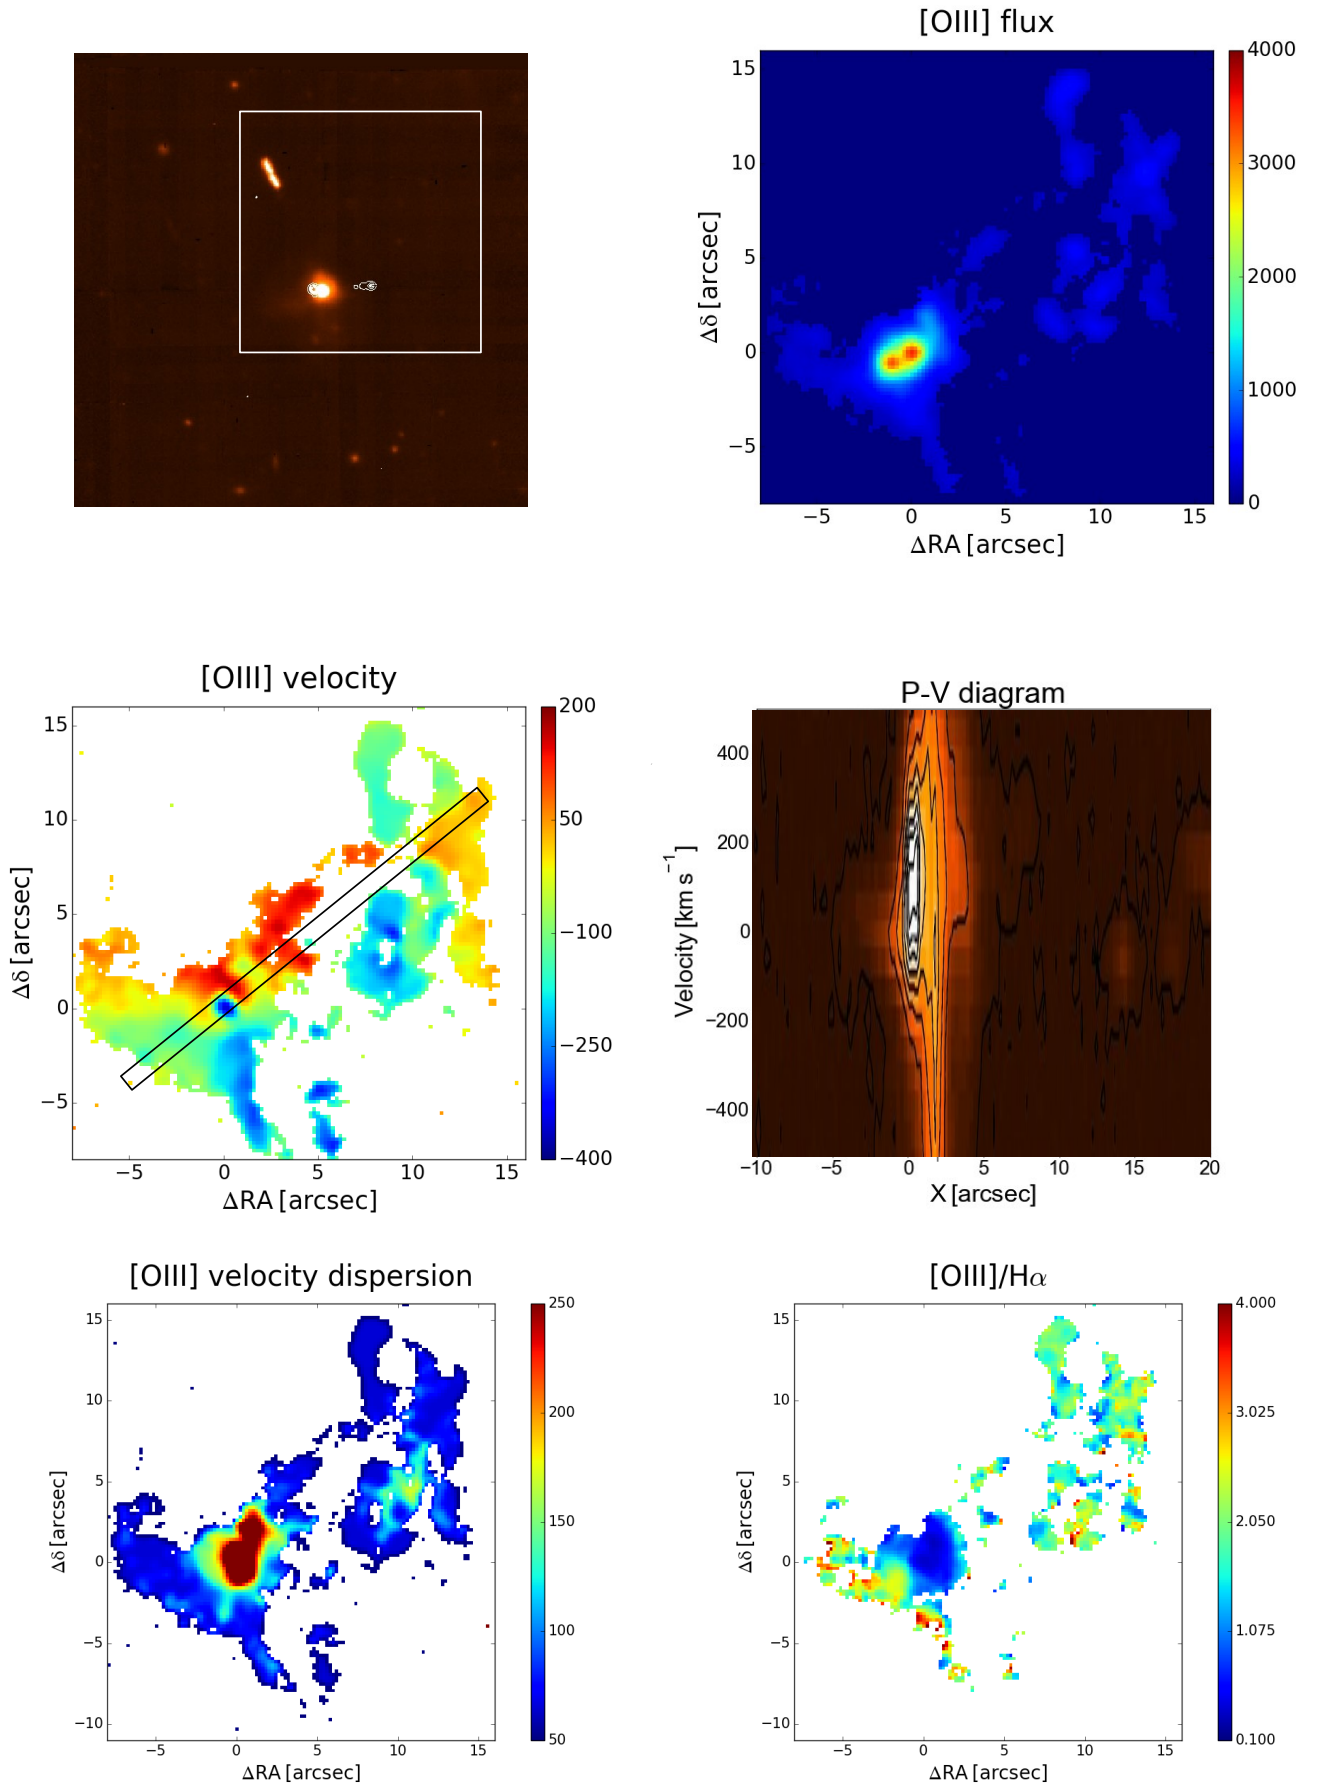 [OIII] flux
15
10
5
0
−5
Δδ [arcsec]
−5 0 5 10 15
ΔRA [arcsec]
4000
3000
2000
1000
0
[OIII] velocity
15
10
5
0
−5
Δδ [arcsec]
−5 0 5 10 15
ΔRA [arcsec]
200
50
−100
−250
−400
P-V diagram
400
200
0
−200
−400
Velocity [km s−1]
−10 −5 0 5 10 15 20
X [arcsec]
[OIII] velocity dispersion
15
10
5
0
−5
−10
Δδ [arcsec]
−5 0 5 10 15
ΔRA [arcsec]
250
200
150
100
50
[OIII]/Hα
15
10
5
0
−5
−10
Δδ [arcsec]
−5 0 5 10 15
ΔRA [arcsec]
4.000
3.025
2.050
1.075
0.100